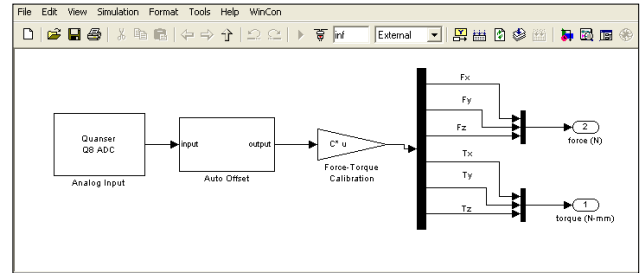 File Edit View Simulation Format Tools Help WinCon
inf External
Quanser
Q8 ADC
Analog Input
input output
Auto Offset
C* u
Force-Torque
Calibration
Fx
Fy
Fz
Tx
Ty
Tz
2
force (N)
1
torque (N-mm)